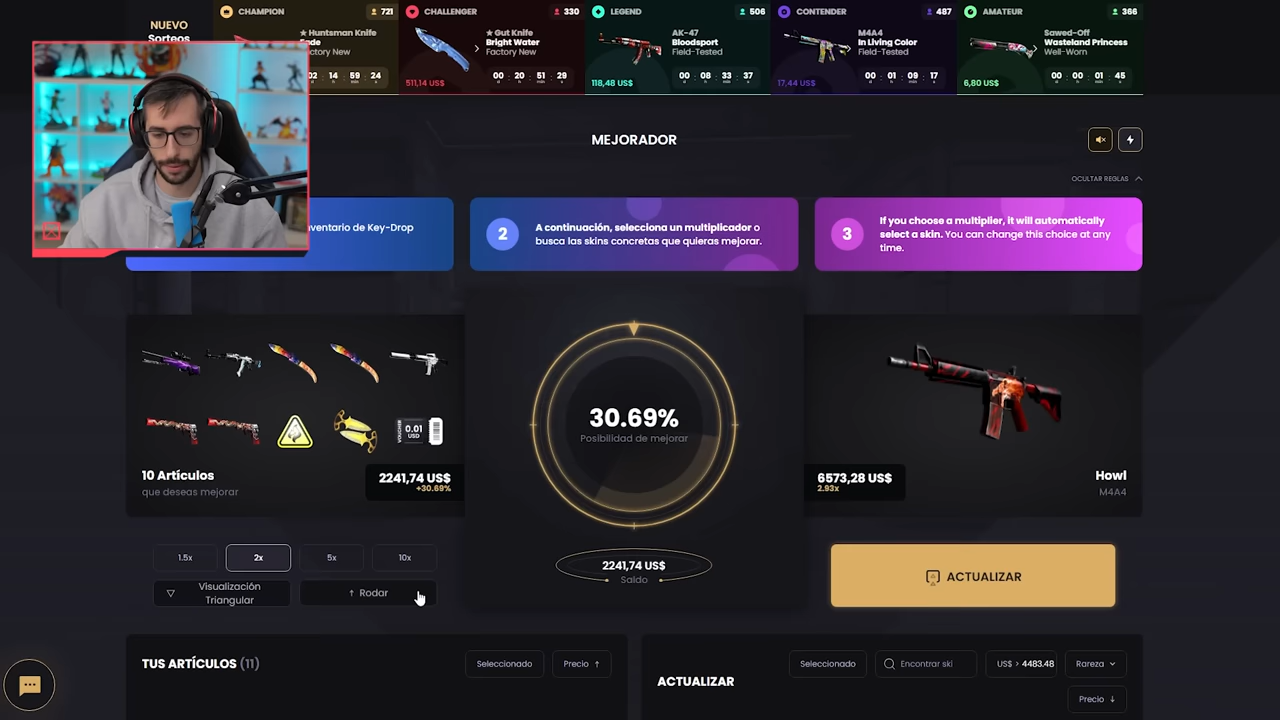 NUEVO
Sorteos
CHAMPION
721
★ Huntsman Knife
Factory New
14 : 59 : 24
CHALLENGER
330
★ Gut Knife
Bright Water
Factory New
511,14 US$
00 : 20 : 51 : 29
LEGEND
506
AK-47
Bloodsport
Field-Tested
118,48 US$
00 : 08 : 33 : 37
CONTENDER
487
M4A4
In Living Color
Field-Tested
17,44 US$
00 : 01 : 09 : 17
AMATEUR
366
Sawed-Off
Wasteland Princess
Well-Worn
6,80 US$
00 : 00 : 01 : 45
MEJORADOR
OCULTAR REGLAS
nventario de Key-Drop
2
A continuación, selecciona un multiplicador o
busca las skins concretas que quieras mejorar.
3
If you choose a multiplier, it will automatically
select a skin. You can change this choice at any
time.
0.01
USD
10 Artículos
que deseas mejorar
2241,74 US$
+30.69%
30.69%
Posibilidad de mejorar
2241,74 US$
Saldo
6573,28 US$
2.93x
Howl
M4A4
1.5x
2x
5x
10x
Visualización
Triangular
↑ Rodar
ACTUALIZAR
TUS ARTÍCULOS (11)
Seleccionado
Precio ↑
ACTUALIZAR
Seleccionado
Encontrar ski
US$ > 4483.48
Rareza
Precio ↓